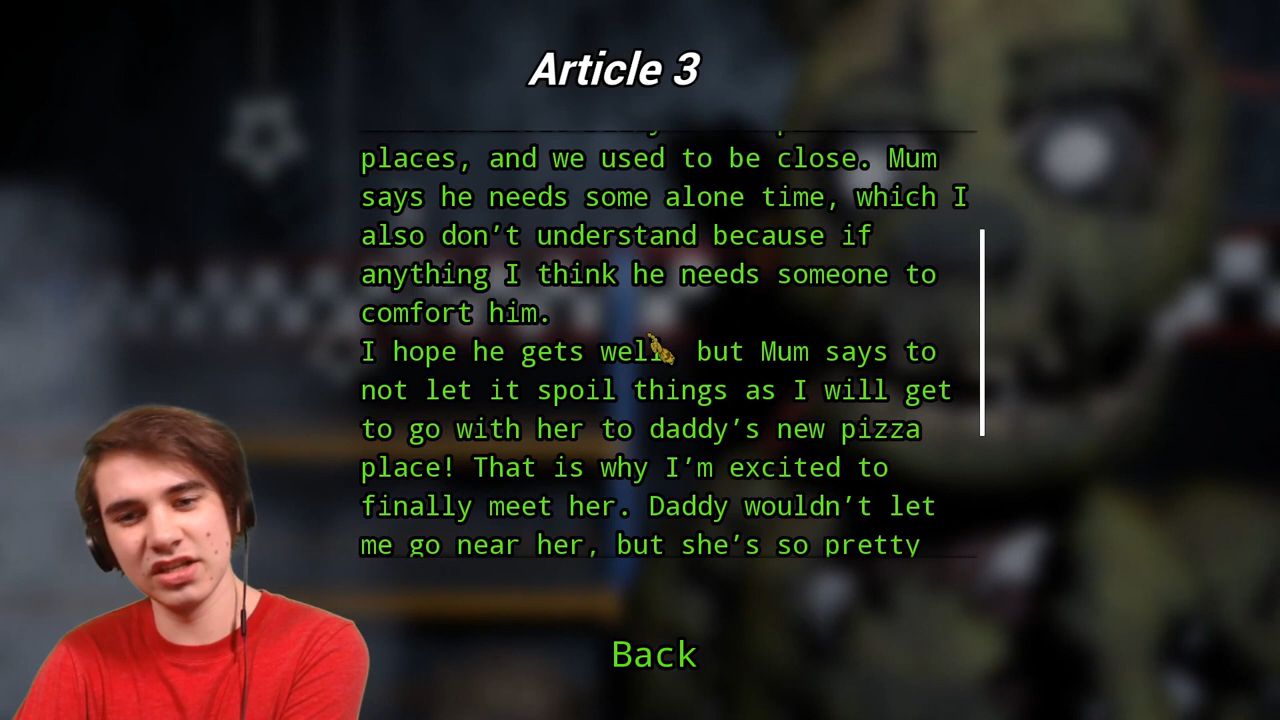 Article 3
places, and we used to be close. Mum
says he needs some alone time, which I
also don’t understand because if
anything I think he needs someone to
comfort him.
I hope he gets well, but Mum says to
not let it spoil things as I will get
to go with her to daddy’s new pizza
place! That is why I’m excited to
finally meet her. Daddy wouldn’t let
me go near her, but she’s so pretty
Back